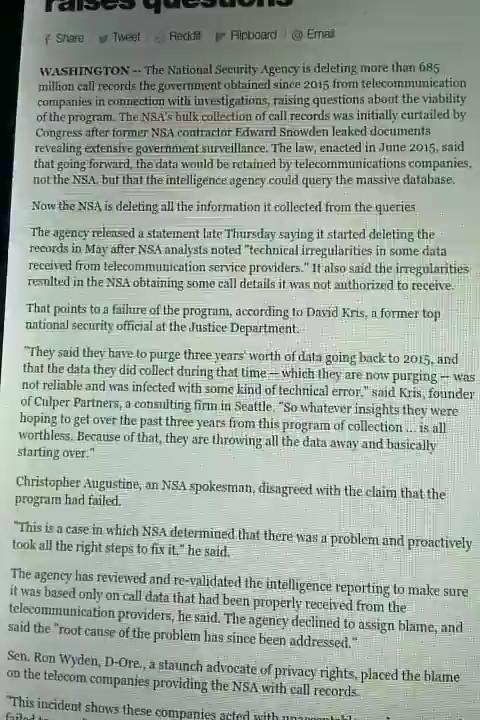 raises questions
Share Tweet Reddit Flipboard @ Email
WASHINGTON -- The National Security Agency is deleting more than 685
million call records the government obtained since 2015 from telecommunication
companies in connection with investigations, raising questions about the viability
of the program. The NSA's bulk collection of call records was initially curtailed by
Congress after former NSA contractor Edward Snowden leaked documents
revealing extensive government surveillance. The law, enacted in June 2015, said
that going forward, the data would be retained by telecommunications companies,
not the NSA, but that the intelligence agency could query the massive database.
Now the NSA is deleting all the information it collected from the queries.
The agency released a statement late Thursday saying it started deleting the
records in May after NSA analysts noted "technical irregularities in some data
received from telecommunication service providers." It also said the irregularities
resulted in the NSA obtaining some call details it was not authorized to receive.
That points to a failure of the program, according to David Kris, a former top
national security official at the Justice Department.
"They said they have to purge three years' worth of data going back to 2015, and
that the data they did collect during that time — which they are now purging — was
not reliable and was infected with some kind of technical error," said Kris, founder
of Culper Partners, a consulting firm in Seattle. "So whatever insights they were
hoping to get over the past three years from this program of collection ... is all
worthless. Because of that, they are throwing all the data away and basically
starting over."
Christopher Augustine, an NSA spokesman, disagreed with the claim that the
program had failed.
"This is a case in which NSA determined that there was a problem and proactively
took all the right steps to fix it," he said.
The agency has reviewed and re-validated the intelligence reporting to make sure
it was based only on call data that had been properly received from the
telecommunication providers, he said. The agency declined to assign blame, and
said the "root cause of the problem has since been addressed."
Sen. Ron Wyden, D-Ore., a staunch advocate of privacy rights, placed the blame
on the telecom companies providing the NSA with call records.
"This incident shows these companies acted with
failed to